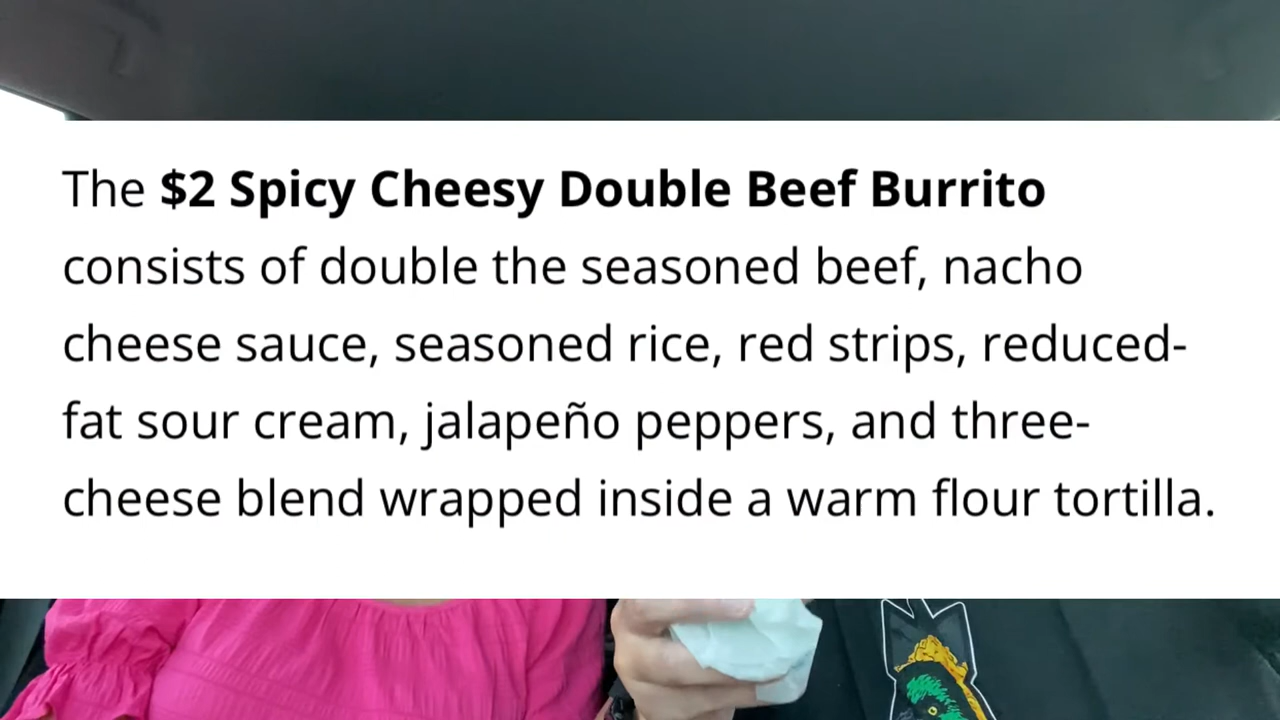 The $2 Spicy Cheesy Double Beef Burrito
consists of double the seasoned beef, nacho
cheese sauce, seasoned rice, red strips, reduced-
fat sour cream, jalapeño peppers, and three-
cheese blend wrapped inside a warm flour tortilla.